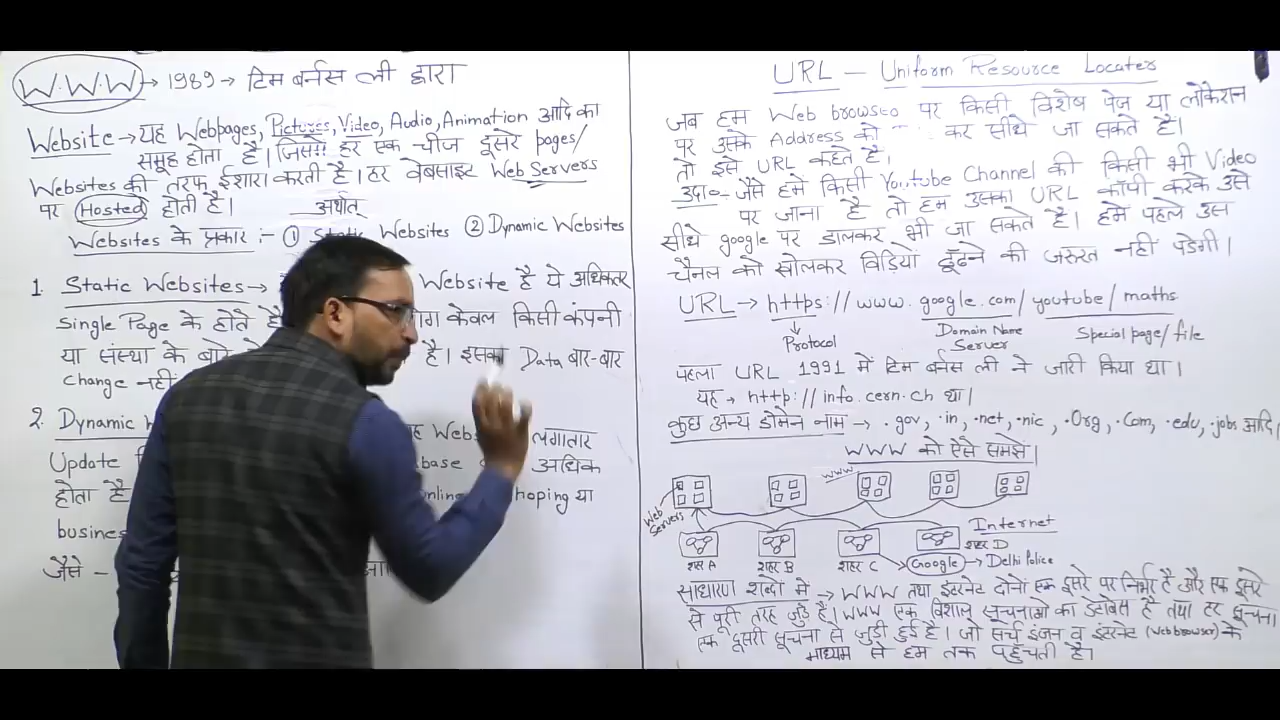 W.W.W → 1989 → टिम बर्नस ली द्वारा
Website → यह Webpages, Pictures, Video, Audio, Animation आदि का
समूह होता है। जिसमें हर एक चीज दूसरे pages/
Websites की तरफ ईशारा करती है। हर वेबसाइट Web Servers
पर Hosted होती है। अर्थात्
Websites के प्रकार :- ① Static Websites ② Dynamic Websites
1. Static Websites → Website है ये अधिकतर
Single Page के होते है केवल किसी कंपनी
या संस्था के बारे है। इसका Data बार-बार
change नहीं
2. Dynamic लगातार
Update अधिक
होता है online shoping या
business
जैसे -
URL — Uniform Resource Locater
जब हम Web browser पर किसी विशेष पेज या लोकेशन
पर उसके Address को कर सीधे जा सकते है।
तो इसे URL कहते है।
उदा०- जैसे हमें किसी Youtube Channel की किसी भी Video
पर जाना है तो हम उसका URL कॉपी करके उसे
सीधे google पर डालकर भी जा सकते है। हमें पहले उस
चैनल को खोलकर विडियों ढूँढने की जरुरत नहीं पडेगी।
URL → https://www.google.com/youtube/maths
Protocol Domain Name Server Special page/file
पहला URL 1991 में टिम बर्नस ली ने जारी किया था।
यह → http://info.cern.ch था।
कुछ अन्य डोमेन नाम → .gov, .in, .net, .nic, .Org, .Com, .edu, .jobs आदि।
WWW को ऐसे समझे।
WWW
Web Servers
Internet
शहर A शहर B शहर C शहर D
Google → Delhi Police
साधारण शब्दों में → WWW तथा इंटरनेट दोनों एक दूसरे पर निर्भर है और एक दूसरे
से पूरी तरह जुड़े है। WWW एक विशाल सूचनाओं का डेटाबेस है तथा हर सूचना
एक दूसरी सूचना से जुडी हुई है। जो सर्च इंजन व इंटरनेट (Webbrowser) के
माध्यम से हम तक पहुंचती है।